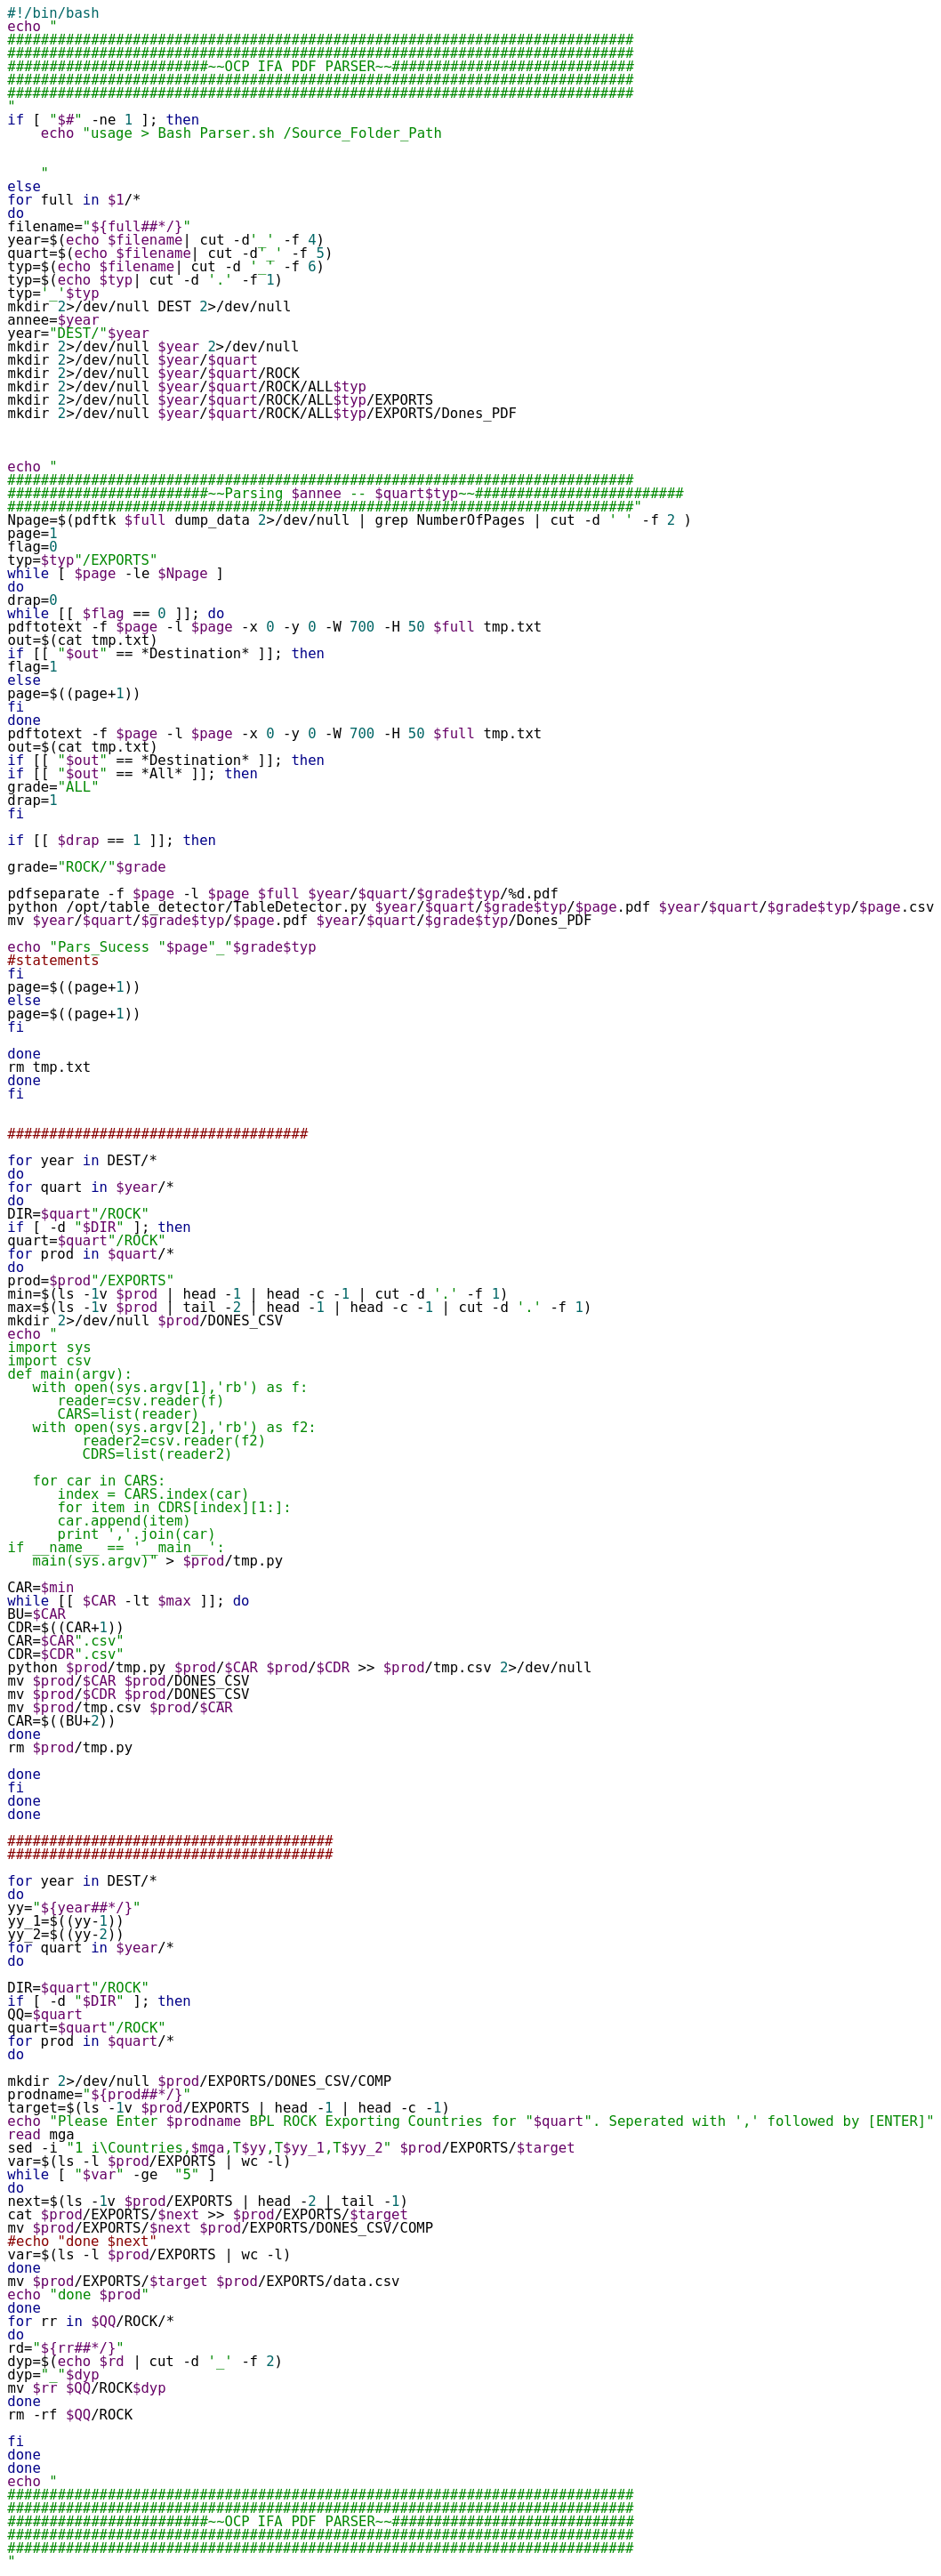 #!/bin/bash
echo "
###########################################################################
###########################################################################
########################~~OCP IFA PDF PARSER~~#############################
###########################################################################
###########################################################################
"
if [ "$#" -ne 1 ]; then
    echo "usage > Bash Parser.sh /Source_Folder_Path


    "
else
for full in $1/*
do
filename="${full##*/}"
year=$(echo $filename| cut -d'_' -f 4)
quart=$(echo $filename| cut -d'_' -f 5)
typ=$(echo $filename| cut -d '_' -f 6)
typ=$(echo $typ| cut -d '.' -f 1)
typ='_'$typ
mkdir 2>/dev/null DEST 2>/dev/null
annee=$year
year="DEST/"$year
mkdir 2>/dev/null $year 2>/dev/null
mkdir 2>/dev/null $year/$quart
mkdir 2>/dev/null $year/$quart/ROCK
mkdir 2>/dev/null $year/$quart/ROCK/ALL$typ
mkdir 2>/dev/null $year/$quart/ROCK/ALL$typ/EXPORTS
mkdir 2>/dev/null $year/$quart/ROCK/ALL$typ/EXPORTS/Dones_PDF



echo "
###########################################################################
########################~~Parsing $annee -- $quart$typ~~#########################
###########################################################################"
Npage=$(pdftk $full dump_data 2>/dev/null | grep NumberOfPages | cut -d ' ' -f 2 )
page=1
flag=0
typ=$typ"/EXPORTS"
while [ $page -le $Npage ]
do
drap=0
while [[ $flag == 0 ]]; do
pdftotext -f $page -l $page -x 0 -y 0 -W 700 -H 50 $full tmp.txt
out=$(cat tmp.txt)
if [[ "$out" == *Destination* ]]; then
flag=1
else
page=$((page+1))
fi
done
pdftotext -f $page -l $page -x 0 -y 0 -W 700 -H 50 $full tmp.txt
out=$(cat tmp.txt)
if [[ "$out" == *Destination* ]]; then
if [[ "$out" == *All* ]]; then
grade="ALL"
drap=1
fi

if [[ $drap == 1 ]]; then

grade="ROCK/"$grade

pdfseparate -f $page -l $page $full $year/$quart/$grade$typ/%d.pdf
python /opt/table_detector/TableDetector.py $year/$quart/$grade$typ/$page.pdf $year/$quart/$grade$typ/$page.csv
mv $year/$quart/$grade$typ/$page.pdf $year/$quart/$grade$typ/Dones_PDF

echo "Pars_Sucess "$page"_"$grade$typ
#statements
fi
page=$((page+1))
else
page=$((page+1))
fi

done
rm tmp.txt
done
fi


####################################

for year in DEST/*
do
for quart in $year/*
do
DIR=$quart"/ROCK"
if [ -d "$DIR" ]; then
quart=$quart"/ROCK"
for prod in $quart/*
do
prod=$prod"/EXPORTS"
min=$(ls -1v $prod | head -1 | head -c -1 | cut -d '.' -f 1)
max=$(ls -1v $prod | tail -2 | head -1 | head -c -1 | cut -d '.' -f 1)
mkdir 2>/dev/null $prod/DONES_CSV
echo "
import sys
import csv
def main(argv):
   with open(sys.argv[1],'rb') as f:
      reader=csv.reader(f)
      CARS=list(reader)
   with open(sys.argv[2],'rb') as f2:
         reader2=csv.reader(f2)
         CDRS=list(reader2)

   for car in CARS:
      index = CARS.index(car)
      for item in CDRS[index][1:]:
      car.append(item)
      print ','.join(car)
if __name__ == '__main__':
   main(sys.argv)" > $prod/tmp.py

CAR=$min
while [[ $CAR -lt $max ]]; do
BU=$CAR
CDR=$((CAR+1))
CAR=$CAR".csv"
CDR=$CDR".csv"
python $prod/tmp.py $prod/$CAR $prod/$CDR >> $prod/tmp.csv 2>/dev/null
mv $prod/$CAR $prod/DONES_CSV
mv $prod/$CDR $prod/DONES_CSV
mv $prod/tmp.csv $prod/$CAR
CAR=$((BU+2))
done
rm $prod/tmp.py

done
fi
done
done

#######################################
#######################################

for year in DEST/*
do
yy="${year##*/}"
yy_1=$((yy-1))
yy_2=$((yy-2))
for quart in $year/*
do

DIR=$quart"/ROCK"
if [ -d "$DIR" ]; then
QQ=$quart
quart=$quart"/ROCK"
for prod in $quart/*
do

mkdir 2>/dev/null $prod/EXPORTS/DONES_CSV/COMP
prodname="${prod##*/}"
target=$(ls -1v $prod/EXPORTS | head -1 | head -c -1)
echo "Please Enter $prodname BPL ROCK Exporting Countries for "$quart". Seperated with ',' followed by [ENTER]"
read mga
sed -i "1 i\Countries,$mga,T$yy,T$yy_1,T$yy_2" $prod/EXPORTS/$target
var=$(ls -l $prod/EXPORTS | wc -l)
while [ "$var" -ge  "5" ]
do
next=$(ls -1v $prod/EXPORTS | head -2 | tail -1)
cat $prod/EXPORTS/$next >> $prod/EXPORTS/$target
mv $prod/EXPORTS/$next $prod/EXPORTS/DONES_CSV/COMP
#echo "done $next"
var=$(ls -l $prod/EXPORTS | wc -l)
done
mv $prod/EXPORTS/$target $prod/EXPORTS/data.csv
echo "done $prod"
done
for rr in $QQ/ROCK/*
do
rd="${rr##*/}"
dyp=$(echo $rd | cut -d '_' -f 2)
dyp="_"$dyp
mv $rr $QQ/ROCK$dyp
done
rm -rf $QQ/ROCK

fi
done
done
echo "
###########################################################################
###########################################################################
########################~~OCP IFA PDF PARSER~~#############################
###########################################################################
###########################################################################
"